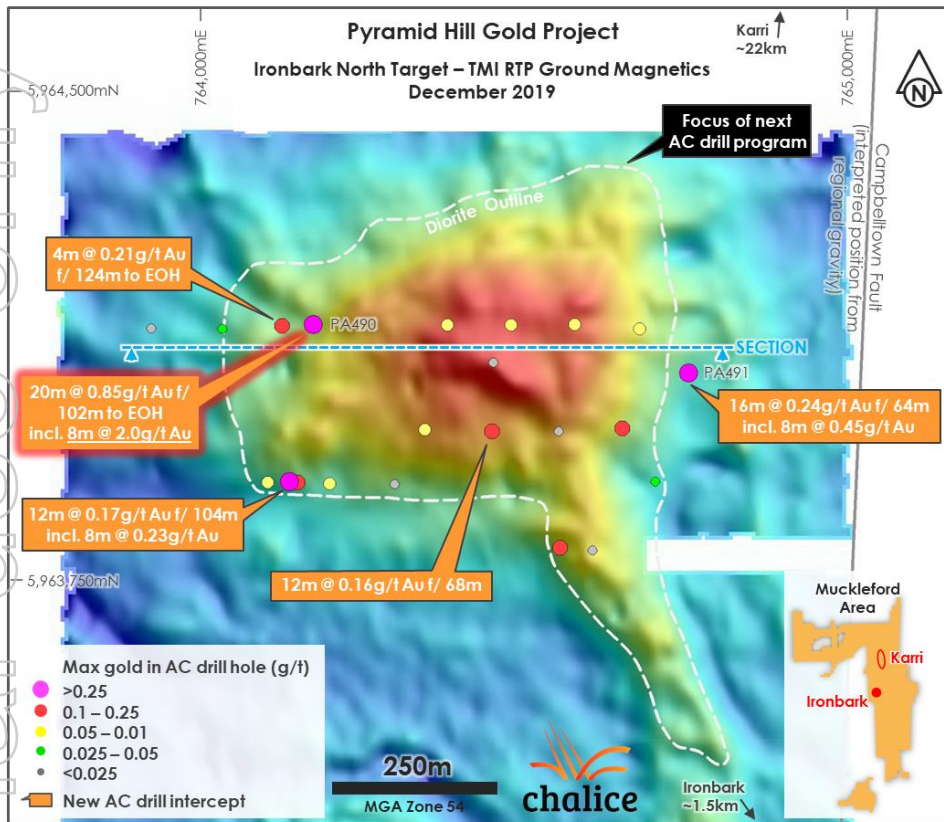 Pyramid Hill Gold Project
Ironbark North Target – TMI RTP Ground Magnetics
December 2019
Karri
~22km
N
764,000mE
765,000mE
5,964,500mN
5,963,750mN
Focus of next
AC drill program
Campbelltown Fault
(interpreted position from
regional gravity)
Diorite Outline
4m @ 0.21g/t Au
f/ 124m to EOH
PA490
SECTION
PA491
20m @ 0.85g/t Au f/
102m to EOH
incl. 8m @ 2.0g/t Au
16m @ 0.24g/t Au f/ 64m
incl. 8m @ 0.45g/t Au
12m @ 0.17g/t Au f/ 104m
incl. 8m @ 0.23g/t Au
12m @ 0.16g/t Au f/ 68m
Muckleford
Area
Karri
Ironbark
Max gold in AC drill hole (g/t)
>0.25
0.1 – 0.25
0.05 – 0.01
0.025 – 0.05
<0.025
New AC drill intercept
250m
MGA Zone 54
chalice
Ironbark
~1.5km